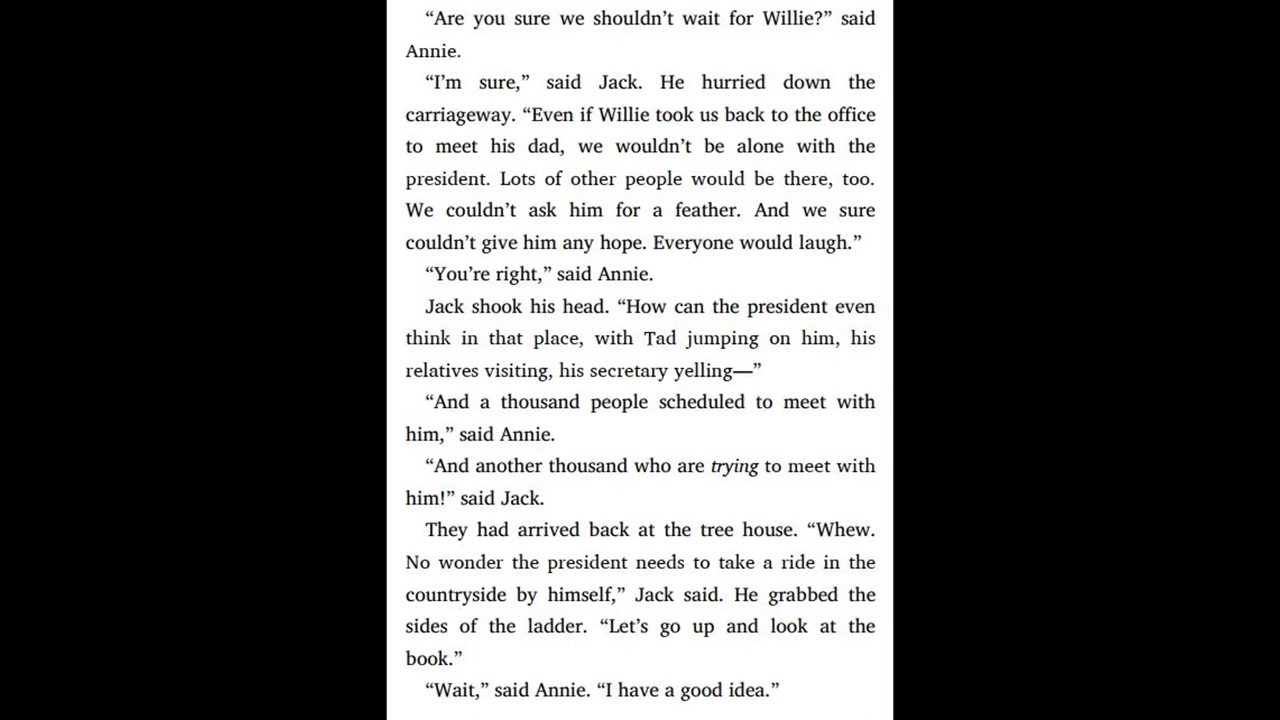 “Are you sure we shouldn’t wait for Willie?” said
Annie.
“I’m sure,” said Jack. He hurried down the
carriageway. “Even if Willie took us back to the office
to meet his dad, we wouldn’t be alone with the
president. Lots of other people would be there, too.
We couldn’t ask him for a feather. And we sure
couldn’t give him any hope. Everyone would laugh.”
“You’re right,” said Annie.
Jack shook his head. “How can the president even
think in that place, with Tad jumping on him, his
relatives visiting, his secretary yelling—”
“And a thousand people scheduled to meet with
him,” said Annie.
“And another thousand who are trying to meet with
him!” said Jack.
They had arrived back at the tree house. “Whew.
No wonder the president needs to take a ride in the
countryside by himself,” Jack said. He grabbed the
sides of the ladder. “Let’s go up and look at the
book.”
“Wait,” said Annie. “I have a good idea.”